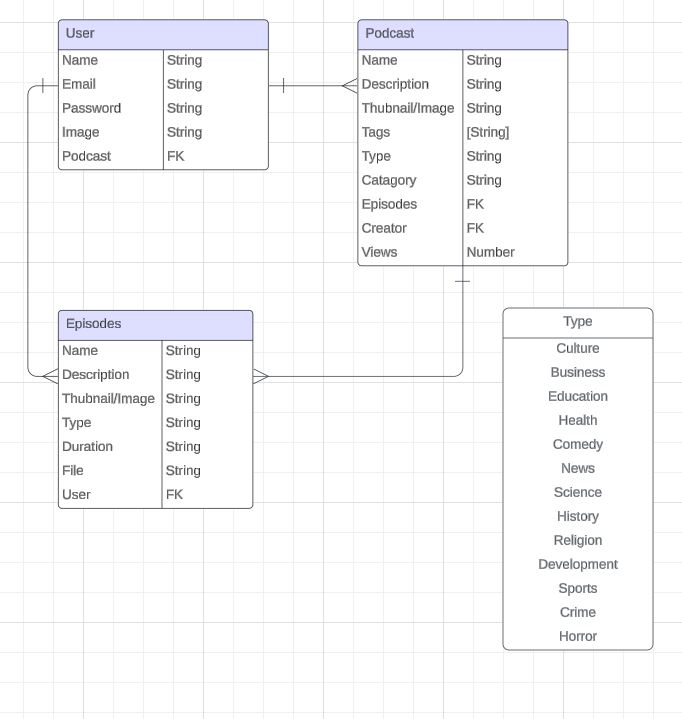 User
Name String
Email String
Password String
Image String
Podcast FK
Podcast
Name String
Description String
Thubnail/Image String
Tags [String]
Type String
Catagory String
Episodes FK
Creator FK
Views Number
Episodes
Name String
Description String
Thubnail/Image String
Type String
Duration String
File String
User FK
Type
Culture
Business
Education
Health
Comedy
News
Science
History
Religion
Development
Sports
Crime
Horror